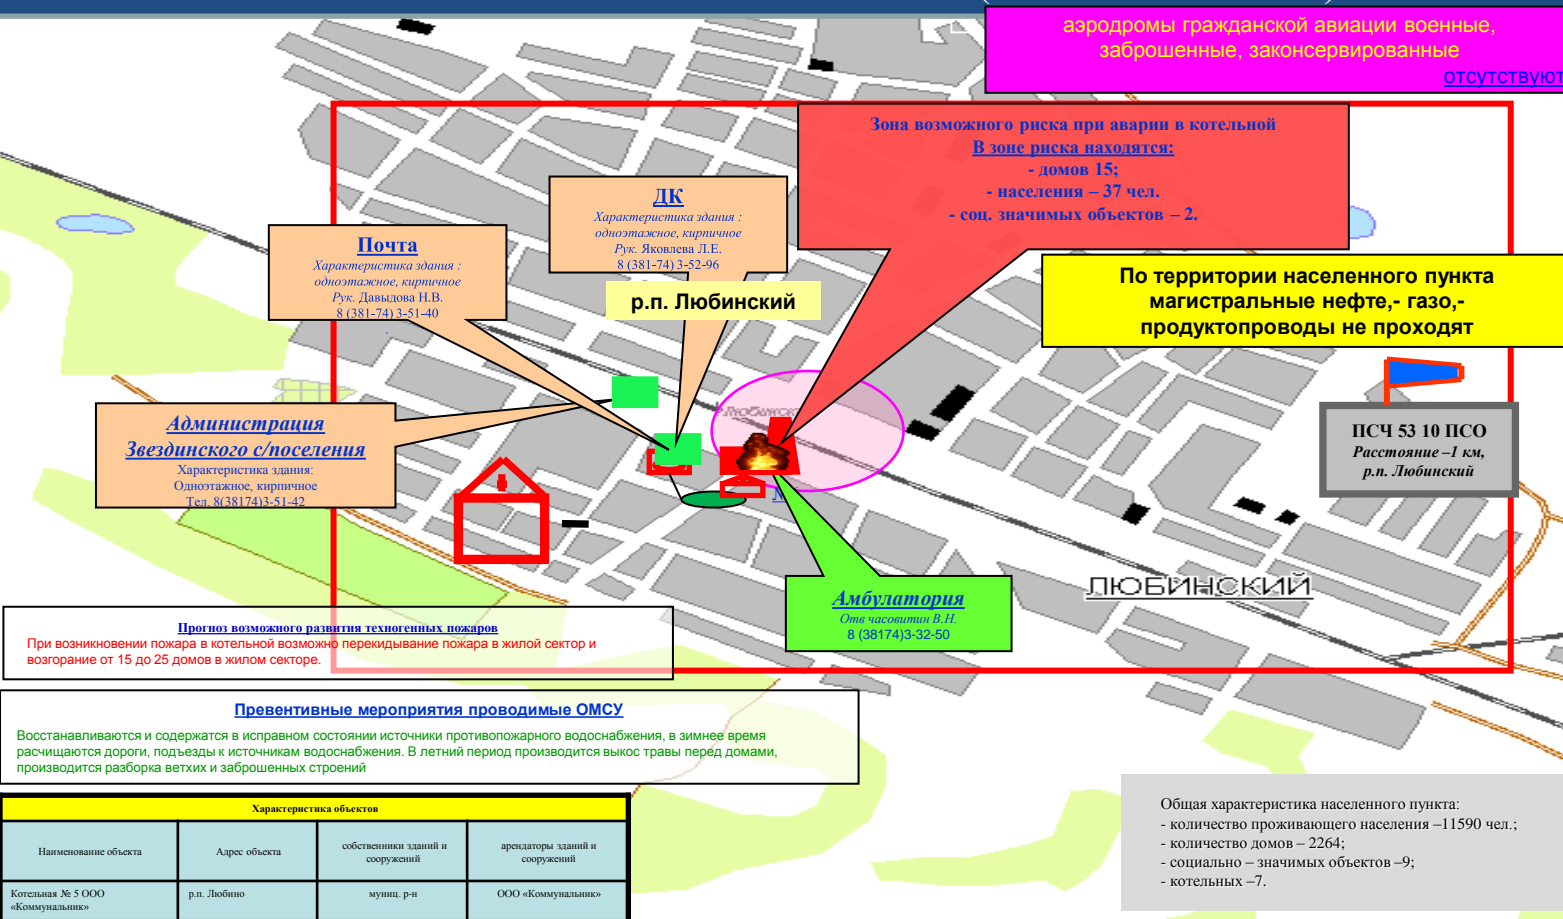 аэродромы гражданской авиации военные,
заброшенные, законсервированные
отсутствуют
Зона возможного риска при аварии в котельной
В зоне риска находятся:
- домов 15;
- населения – 37 чел.
- соц. значимых объектов – 2.
ДК
Характеристика здания :
одноэтажное, кирпичное
Рук. Яковлева Л.Е.
8 (381-74) 3-52-96
Почта
Характеристика здания :
одноэтажное, кирпичное
Рук. Давыдова Н.В.
8 (381-74) 3-51-40
.
р.п. Любинский
По территории населенного пункта
магистральные нефте,- газо,-
продуктопроводы не проходят
Администрация
Звездинского с/поселения
Характеристика здания:
Одноэтажное, кирпичное
Тел. 8(38174)3-51-42
ПСЧ 53 10 ПСО
Расстояние –1 км,
р.п. Любинский
ЛЮБИНСКИЙ
Амбулатория
Отв часовитин В.Н.
8 (38174)3-32-50
Прогноз возможного развития техногенных пожаров
При возникновении пожара в котельной возможно перекидывание пожара в жилой сектор и
возгорание от 15 до 25 домов в жилом секторе.
Превентивные мероприятия проводимые ОМСУ
Восстанавливаются и содержатся в исправном состоянии источники противопожарного водоснабжения, в зимнее время
расчищаются дороги, подъезды к источникам водоснабжения. В летний период производится выкос травы перед домами,
производится разборка ветхих и заброшенных строений
Характеристика объектов
Наименование объекта
Адрес объекта
собственники зданий и
сооружений
арендаторы зданий и
сооружений
Котельная № 5 ООО
«Коммунальник»
р.п. Любино
муниц. р-н
ООО «Коммунальник»
Общая характеристика населенного пункта:
- количество проживающего населения –11590 чел.;
- количество домов – 2264;
- социально – значимых объектов –9;
- котельных –7.